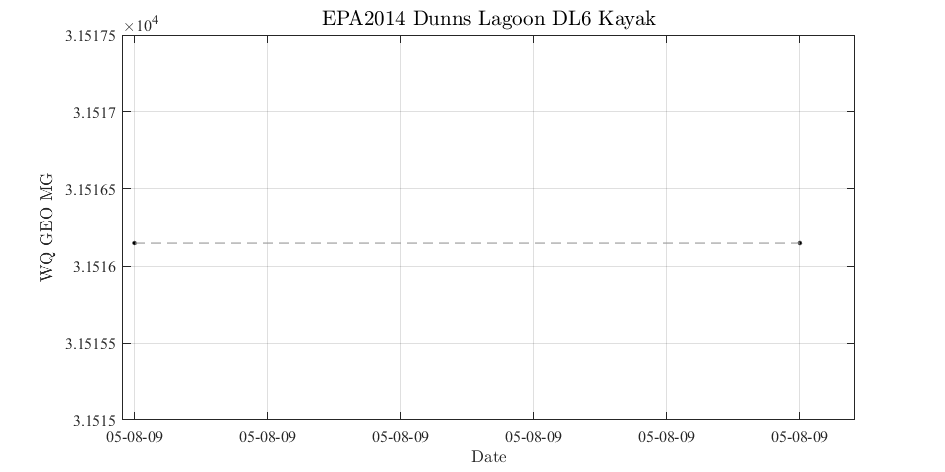 EPA2014 Dunns Lagoon DL6 Kayak
×10⁴
3.15175
3.1517
3.15165
3.1516
3.15155
3.1515
WQ GEO MG
05-08-09 05-08-09 05-08-09 05-08-09 05-08-09 05-08-09
Date